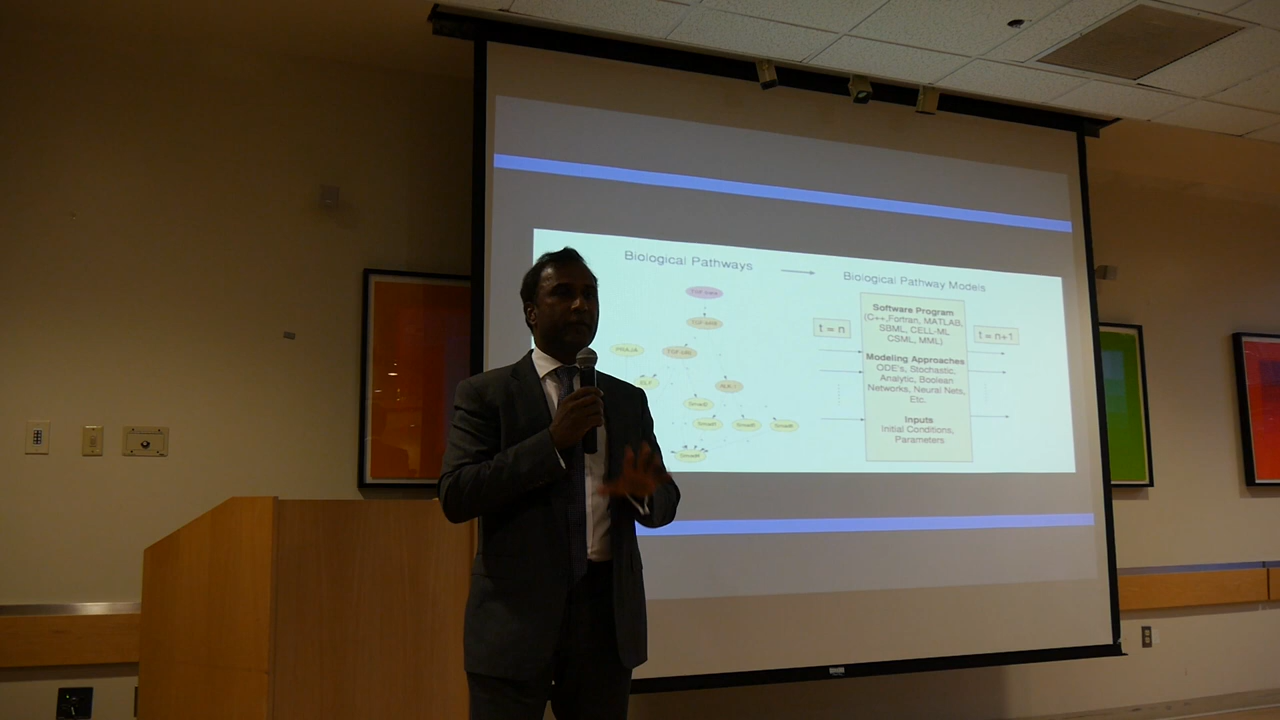 Biological Pathways
Biological Pathway Models
t = n
Software Program
(C++,Fortran, MATLAB,
SBML, CELL-ML
CSML, MML)
Modeling Approaches
ODE's, Stochastic,
Analytic, Boolean
Networks, Neural Nets,
Etc.
Inputs
Initial Conditions,
Parameters
t = n+1